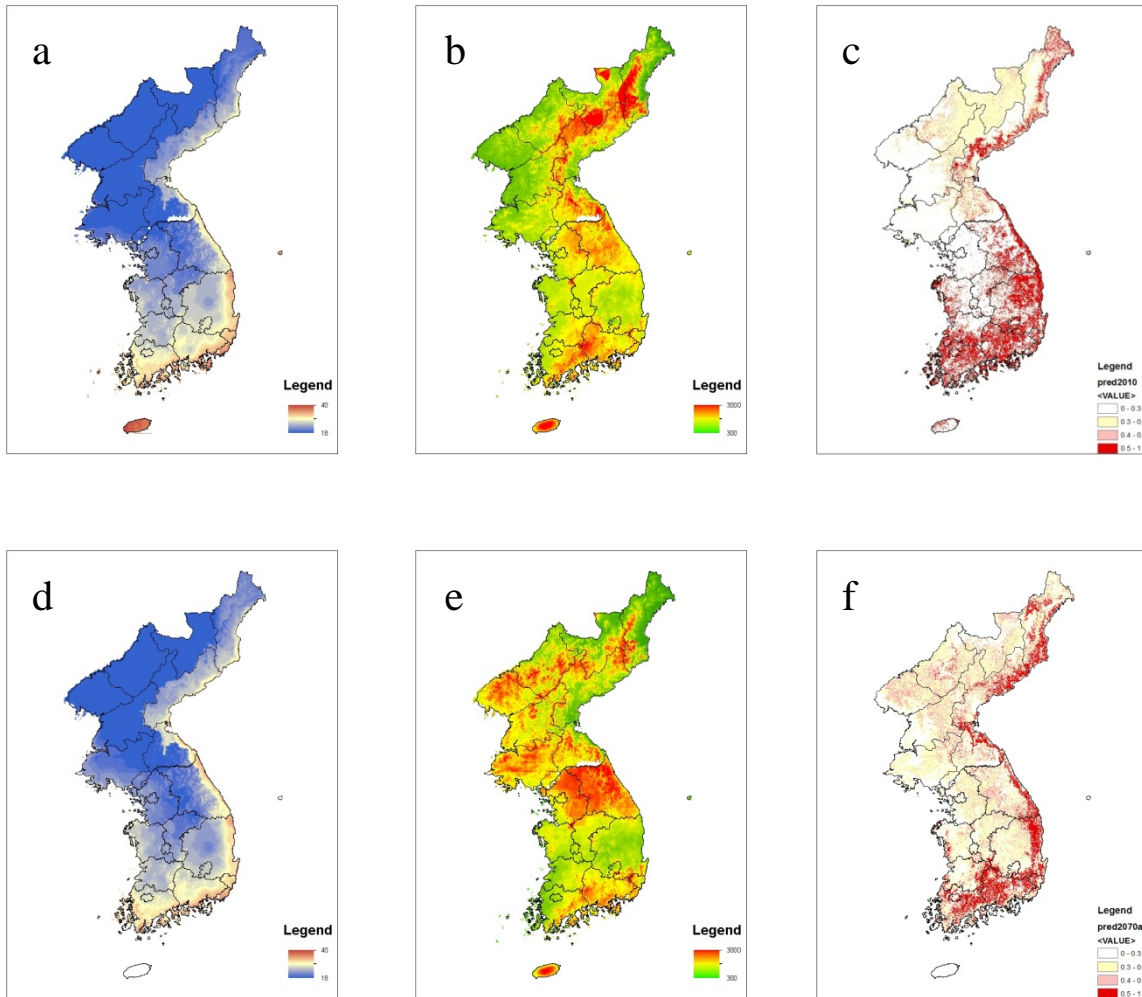 a
Legend
40
18
b
Legend
3000
300
c
Legend
pred2010
<VALUE>
0 - 0.3
0.3 - 0.
0.4 - 0.
0.5 - 1
d
Legend
40
18
e
Legend
3000
300
f
Legend
pred2070a
<VALUE>
0 - 0.3
0.3 - 0.
0.4 - 0.
0.5 - 1